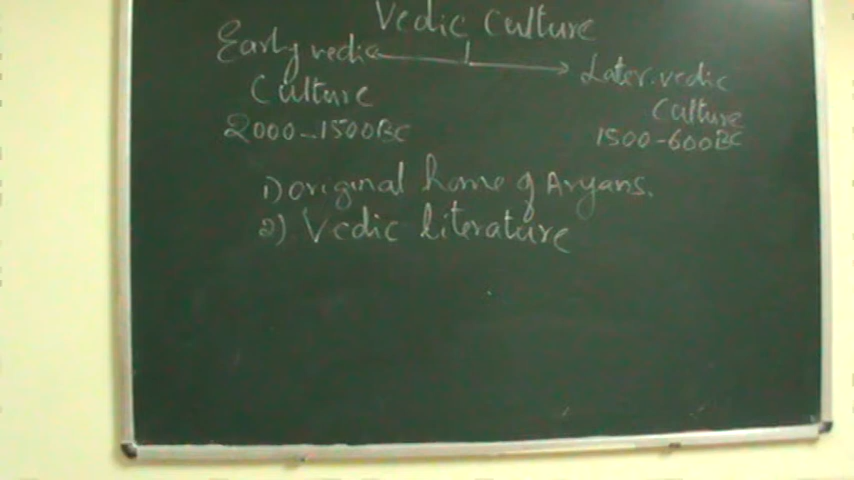 Vedic Culture
Early vedic
Culture
2000-1500BC
Later vedic
Culture
1500-600BC
1) original home of Aryans.
2) Vedic literature